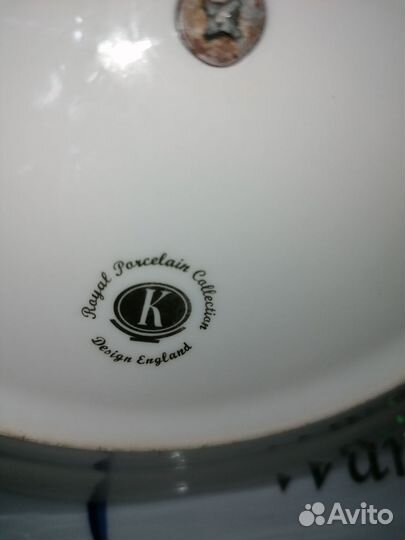 Royal Porcelain Collection
K
Design England
Avito